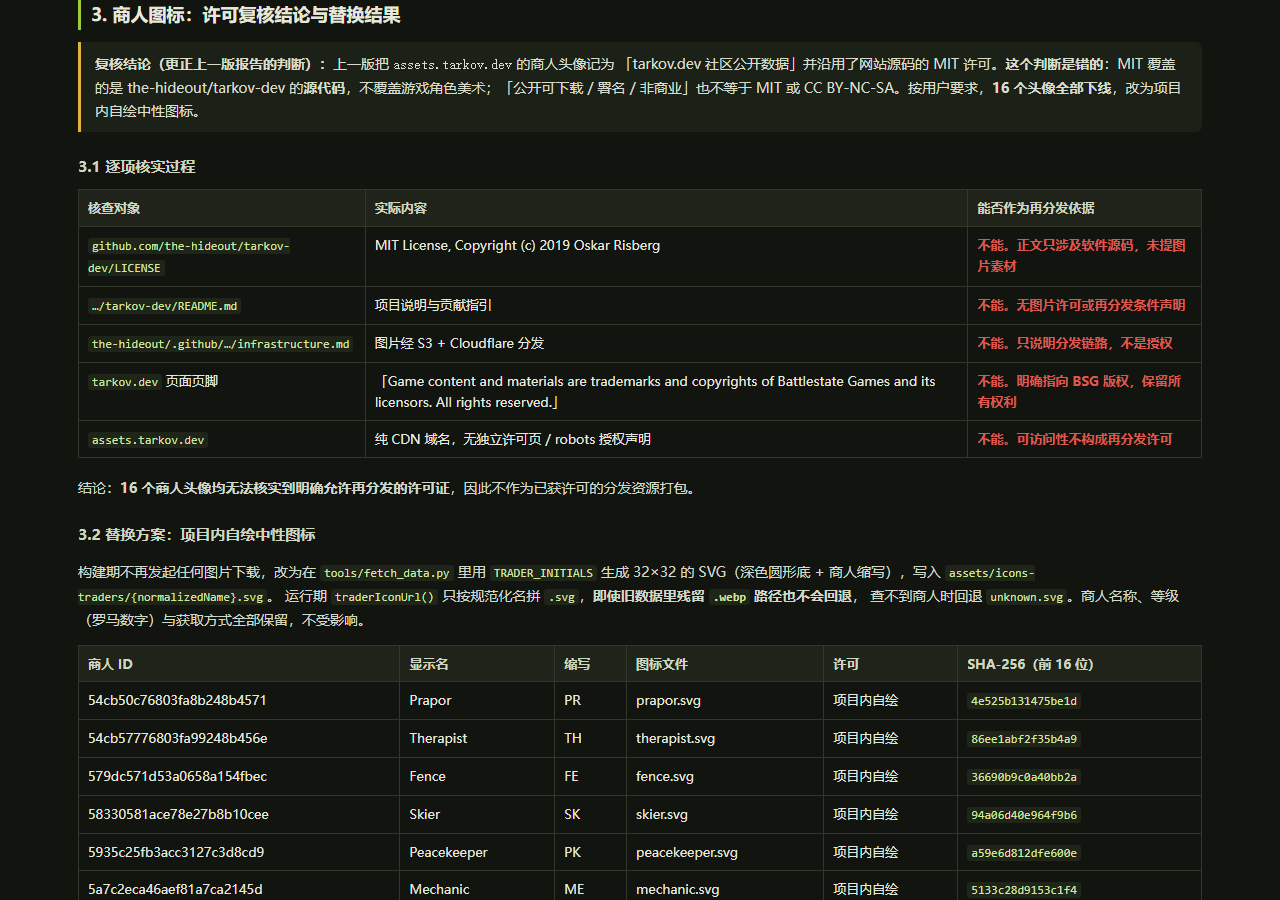 3. 商人图标：许可复核结论与替换结果
复核结论（更正上一版报告的判断）：上一版把 assets.tarkov.dev 的商人头像记为「tarkov.dev 社区公开数据」并沿用了网站源码的 MIT 许可。这个判断是错的：MIT 覆盖
的是 the-hideout/tarkov-dev 的源代码，不覆盖游戏角色美术；「公开可下载 / 署名 / 非商业」也不等于 MIT 或 CC BY-NC-SA。按用户要求，16 个头像全部下线，改为项目
内自绘中性图标。
3.1 逐项核实过程
核查对象 实际内容 能否作为再分发依据
github.com/the-hideout/tarkov-
dev/LICENSE
MIT License, Copyright (c) 2019 Oskar Risberg
不能。正文只涉及软件源码，未提图
片素材
…/tarkov-dev/README.md 项目说明与贡献指引 不能。无图片许可或再分发条件声明
the-hideout/.github/…/infrastructure.md 图片经 S3 + Cloudflare 分发 不能。只说明分发链路，不是授权
tarkov.dev 页面页脚
「Game content and materials are trademarks and copyrights of Battlestate Games and its
licensors. All rights reserved.」
不能。明确指向 BSG 版权，保留所
有权利
assets.tarkov.dev 纯 CDN 域名，无独立许可页 / robots 授权声明 不能。可访问性不构成再分发许可
结论：16 个商人头像均无法核实到明确允许再分发的许可证，因此不作为已获许可的分发资源打包。
3.2 替换方案：项目内自绘中性图标
构建期不再发起任何图片下载，改为在 tools/fetch_data.py 里用 TRADER_INITIALS 生成 32×32 的 SVG（深色圆形底 + 商人缩写），写入 assets/icons-
traders/{normalizedName}.svg。 运行期 traderIconUrl() 只按规范化名拼 .svg，即使旧数据里残留 .webp 路径也不会回退， 查不到商人时回退 unknown.svg。商人名称、等级
（罗马数字）与获取方式全部保留，不受影响。
商人 ID 显示名 缩写 图标文件 许可 SHA-256（前 16 位）
54cb50c76803fa8b248b4571 Prapor PR prapor.svg 项目内自绘 4e525b131475be1d
54cb57776803fa99248b456e Therapist TH therapist.svg 项目内自绘 86ee1abf2f35b4a9
579dc571d53a0658a154fbec Fence FE fence.svg 项目内自绘 36690b9c0a40bb2a
58330581ace78e27b8b10cee Skier SK skier.svg 项目内自绘 94a06d40e964f9b6
5935c25fb3acc3127c3d8cd9 Peacekeeper PK peacekeeper.svg 项目内自绘 a59e6d812dfe600e
5a7c2eca46aef81a7ca2145d Mechanic ME mechanic.svg 项目内自绘 5133c28d9153c1f4